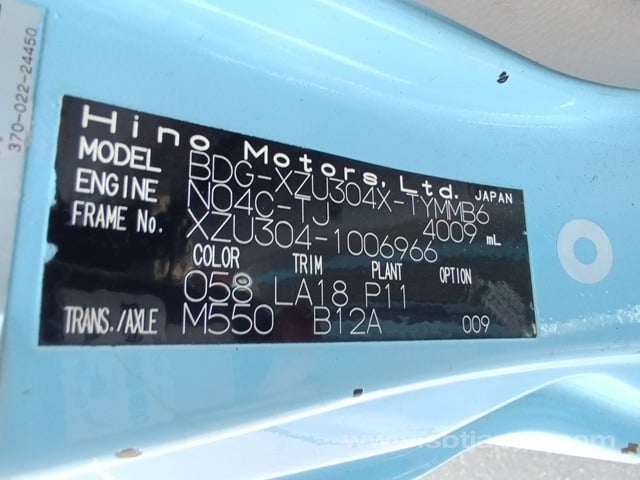 370-022-24450
Hino Motors, Ltd. JAPAN
MODEL BDG-XZU304X-TYMMB6
ENGINE N04C-TJ 4009 mL
FRAME No. XZU304-1006966
COLOR TRIM PLANT OPTION
058 LA18 P11
TRANS./AXLE M550 B12A 009